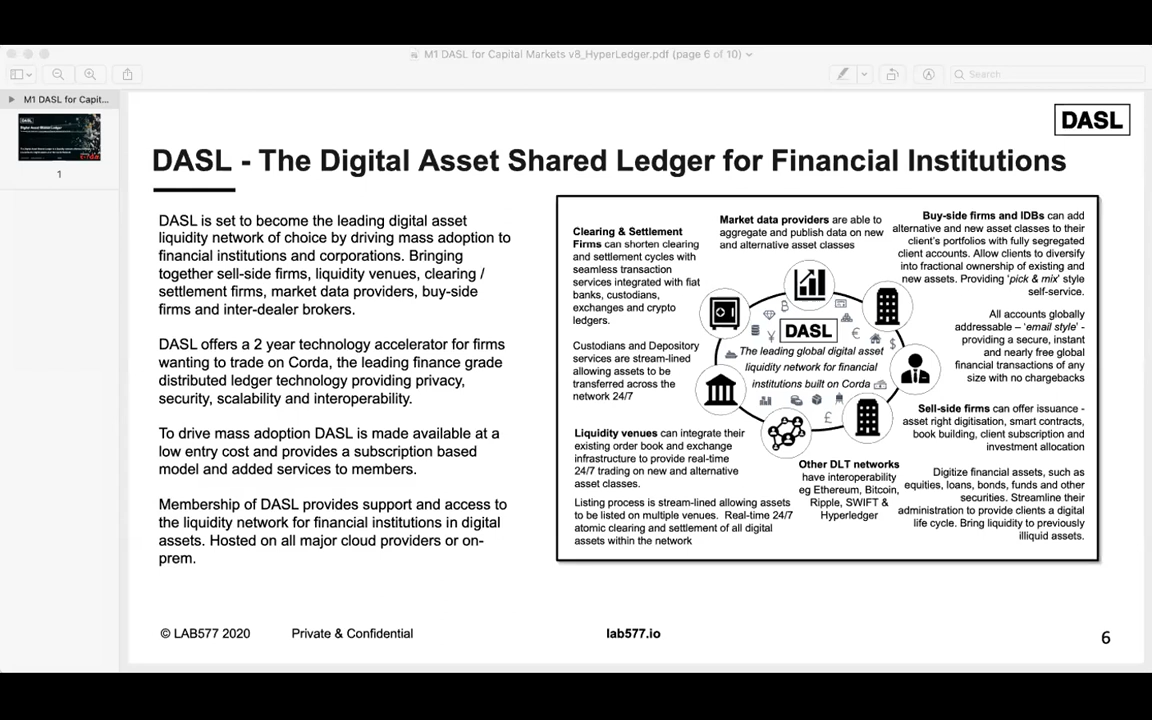 M1 DASL for Capital Markets v8_HyperLedger.pdf (page 6 of 10)
Search
M1 DASL for Capit...
1
DASL
DASL - The Digital Asset Shared Ledger for Financial Institutions
DASL is set to become the leading digital asset
liquidity network of choice by driving mass adoption to
financial institutions and corporations. Bringing
together sell-side firms, liquidity venues, clearing /
settlement firms, market data providers, buy-side
firms and inter-dealer brokers.
DASL offers a 2 year technology accelerator for firms
wanting to trade on Corda, the leading finance grade
distributed ledger technology providing privacy,
security, scalability and interoperability.
To drive mass adoption DASL is made available at a
low entry cost and provides a subscription based
model and added services to members.
Membership of DASL provides support and access to
the liquidity network for financial institutions in digital
assets. Hosted on all major cloud providers or on-
prem.
Clearing & Settlement
Firms can shorten clearing
and settlement cycles with
seamless transaction
services integrated with fiat
banks, custodians,
exchanges and crypto
ledgers.
Custodians and Depository
services are stream-lined
allowing assets to be
transferred across the
network 24/7
Liquidity venues can integrate their
existing order book and exchange
infrastructure to provide real-time
24/7 trading on new and alternative
asset classes.
Listing process is stream-lined allowing assets
to be listed on multiple venues. Real-time 24/7
atomic clearing and settlement of all digital
assets within the network
Market data providers are able to
aggregate and publish data on new
and alternative asset classes
DASL
The leading global digital asset
liquidity network for financial
institutions built on Corda
Other DLT networks
have interoperability
eg Ethereum, Bitcoin,
Ripple, SWIFT &
Hyperledger
Buy-side firms and IDBs can add
alternative and new asset classes to their
client's portfolios with fully segregated
client accounts. Allow clients to diversify
into fractional ownership of existing and
new assets. Providing 'pick & mix' style
self-service.
All accounts globally
addressable – 'email style' -
providing a secure, instant
and nearly free global
financial transactions of any
size with no chargebacks
Sell-side firms can offer issuance -
asset right digitisation, smart contracts,
book building, client subscription and
investment allocation
Digitize financial assets, such as
equities, loans, bonds, funds and other
securities. Streamline their
administration to provide clients a digital
life cycle. Bring liquidity to previously
illiquid assets.
© LAB577 2020
Private & Confidential
lab577.io
6